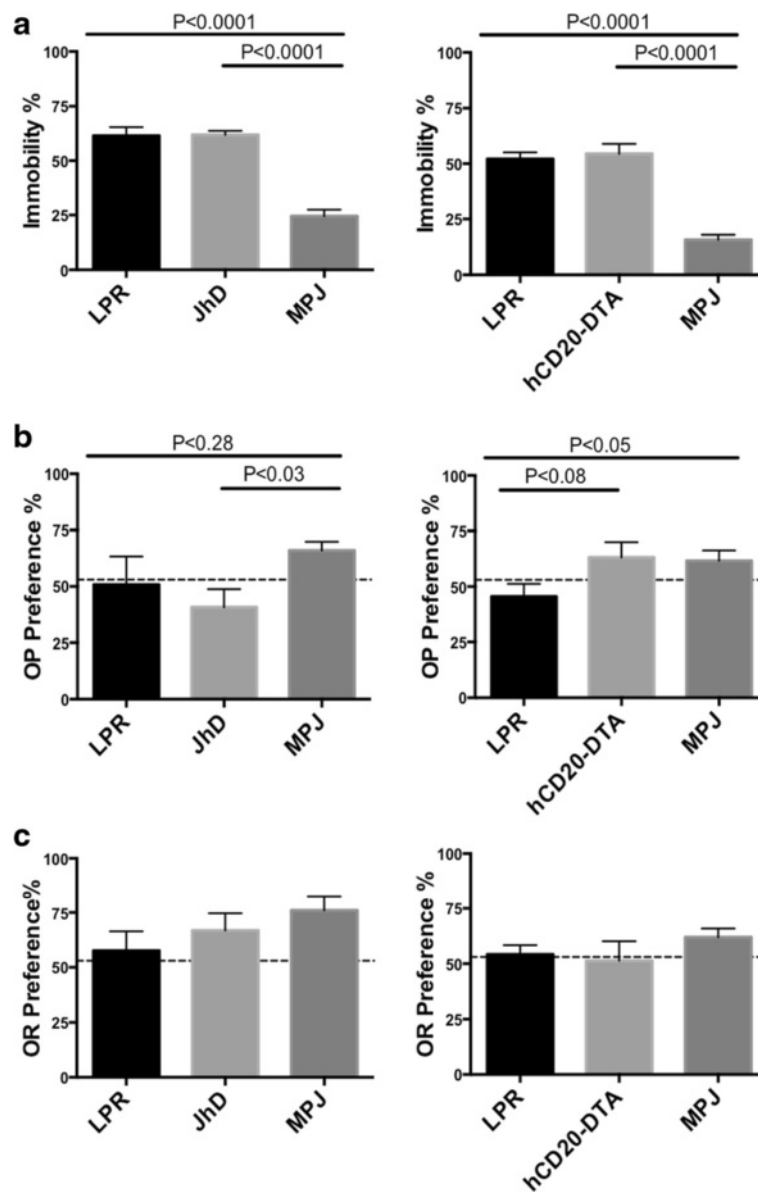 a
P<0.0001
P<0.0001
Immobility %
100
75
50
25
0
LPR
JhD
MPJ
P<0.0001
P<0.0001
Immobility %
100
75
50
25
0
LPR
hCD20-DTA
MPJ
b
P<0.28
P<0.03
OP Preference %
100
75
50
25
0
LPR
JhD
MPJ
P<0.05
P<0.08
OP Preference %
100
75
50
25
0
LPR
hCD20-DTA
MPJ
c
OR Preference%
100
75
50
25
0
LPR
JhD
MPJ
OR Preference %
100
75
50
25
0
LPR
hCD20-DTA
MPJ